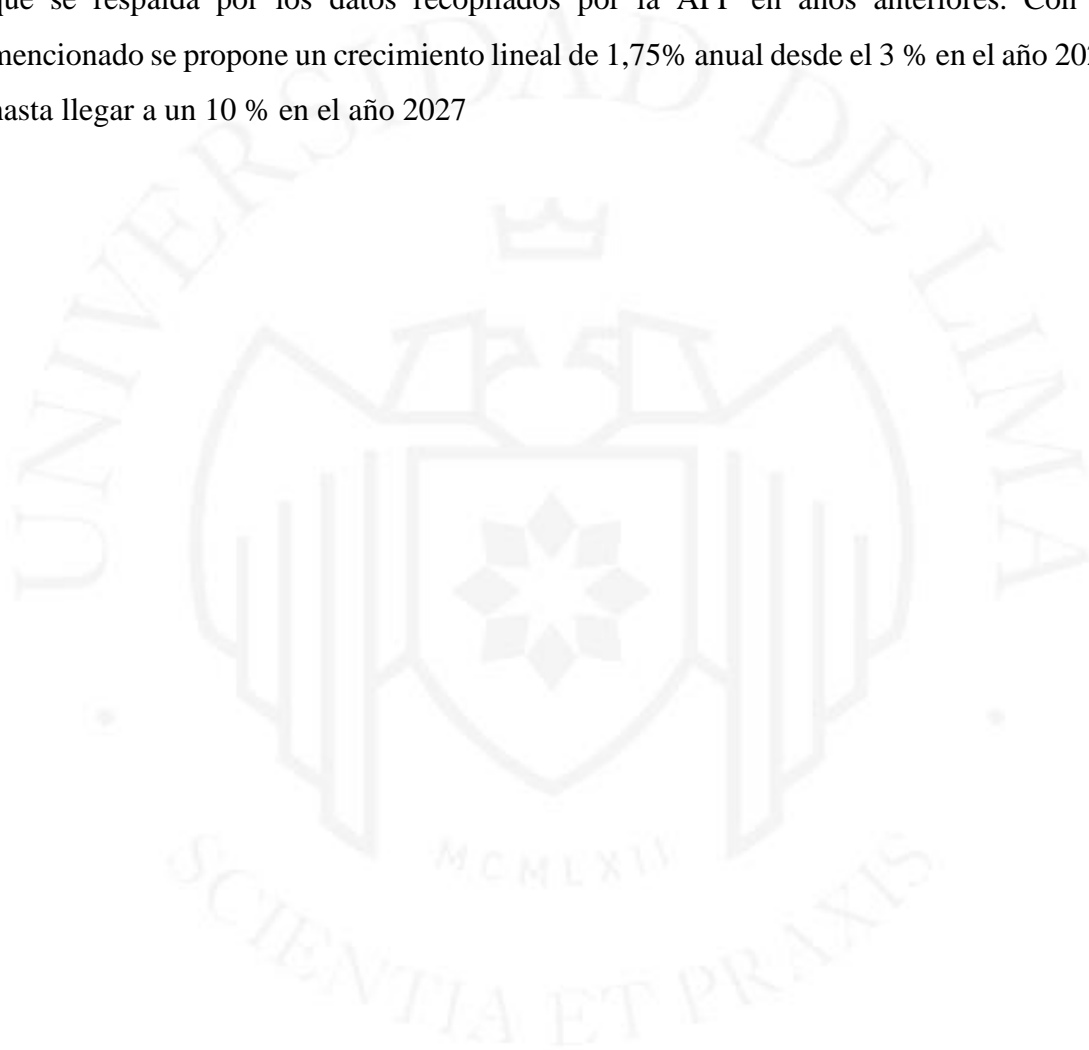 que se respalda por los datos recopilados por la en años anteriores. Con
mencionado se propone un crecimiento lineal de 1,75% anual desde el 3 % en el año
hasta llegar a un 10 % en el año 2027
UNIVERSIDAD DE LIMA
MCMLXII
SCIENTIA ET PRAXIS